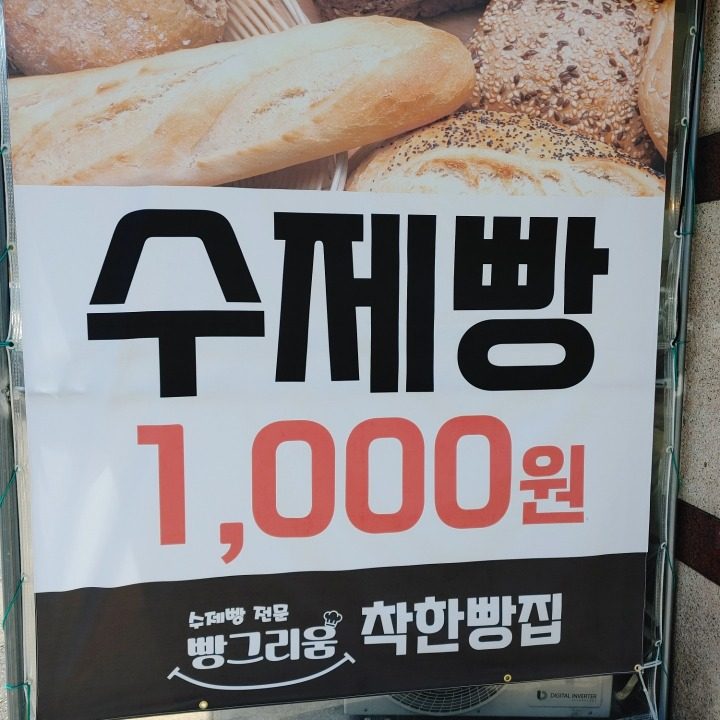 수제빵
1,000원
수제빵 전문
빵그리움 착한빵집
DIGITAL INVERTER